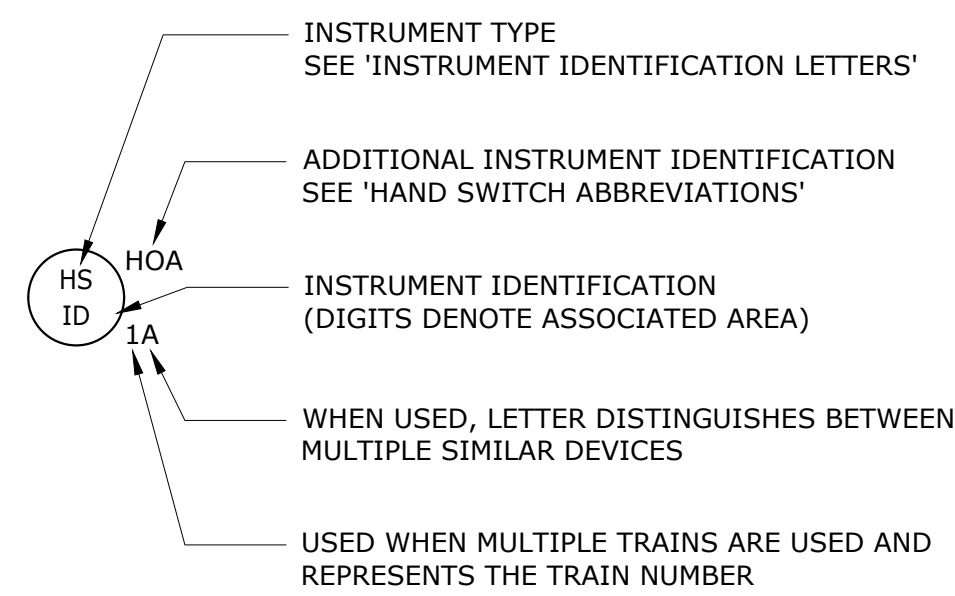 INSTRUMENT TYPE
SEE 'INSTRUMENT IDENTIFICATION LETTERS'
ADDITIONAL INSTRUMENT IDENTIFICATION
SEE 'HAND SWITCH ABBREVIATIONS'
HOA
HS
ID
1A
INSTRUMENT IDENTIFICATION
(DIGITS DENOTE ASSOCIATED AREA)
WHEN USED, LETTER DISTINGUISHES BETWEEN
MULTIPLE SIMILAR DEVICES
USED WHEN MULTIPLE TRAINS ARE USED AND
REPRESENTS THE TRAIN NUMBER